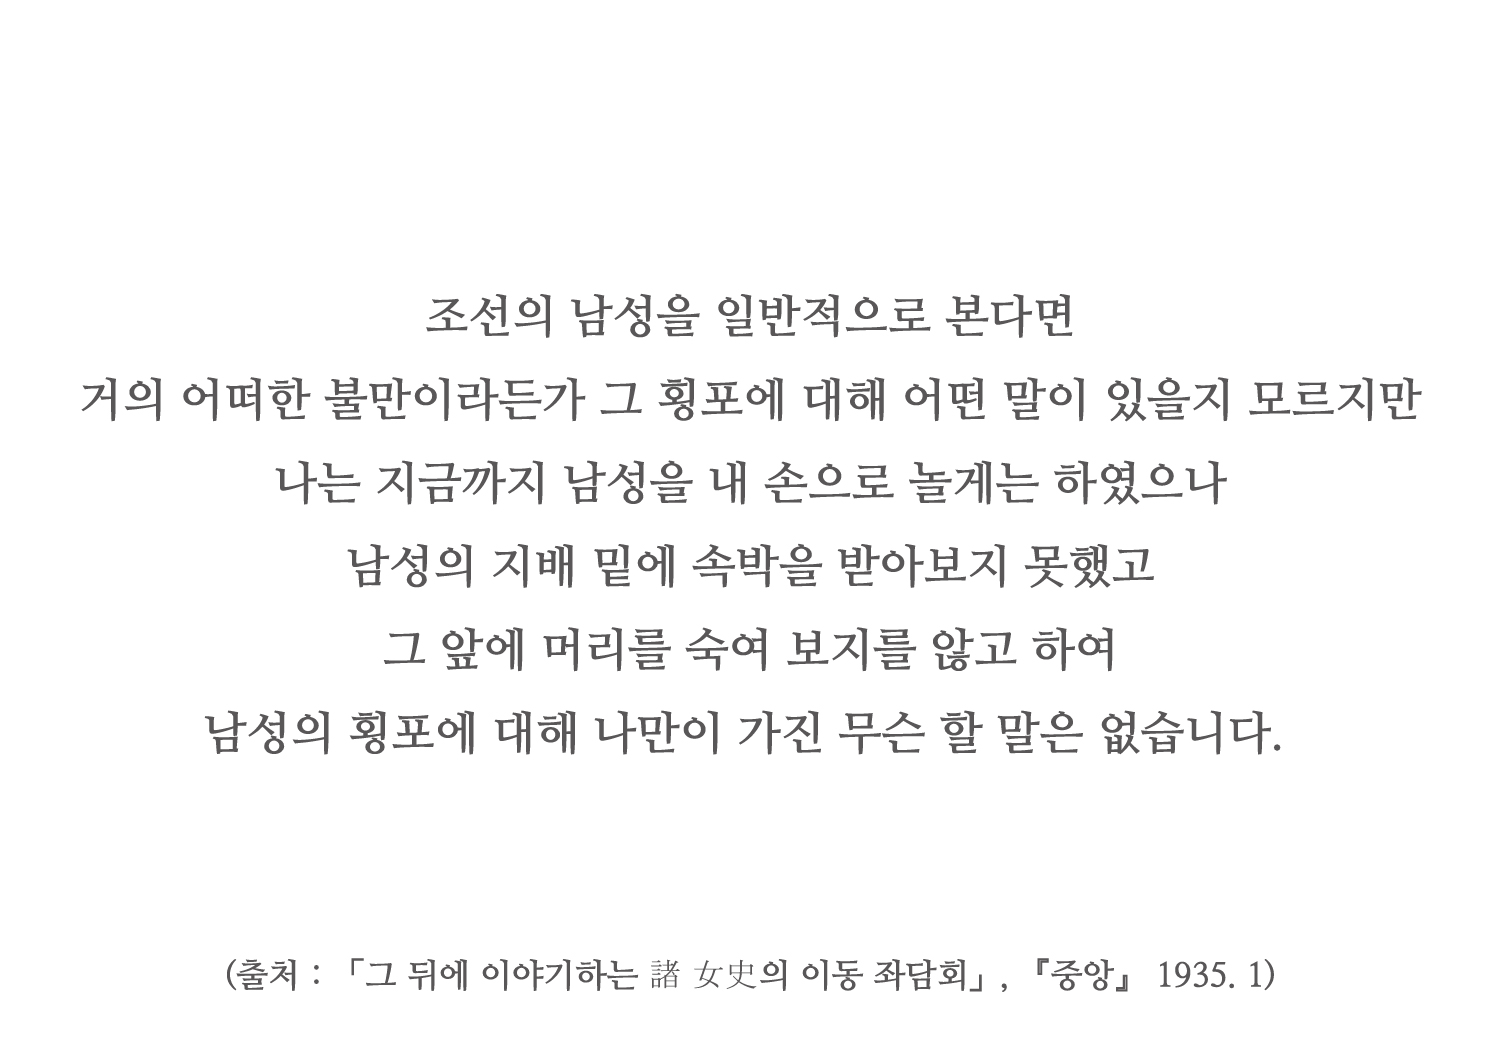 조선의 남성을 일반적으로 본다면
거의 어떠한 불만이라든가 그 횡포에 대해 어떤 말이 있을지 모르지만
나는 지금까지 남성을 내 손으로 놀게는 하였으나
남성의 지배 밑에 속박을 받아보지 못했고
그 앞에 머리를 숙여 보지를 않고 하여
남성의 횡포에 대해 나만이 가진 무슨 할 말은 없습니다.
(출처 : 「그 뒤에 이야기하는 諸 女史의 이동 좌담회」, 『중앙』 1935. 1)